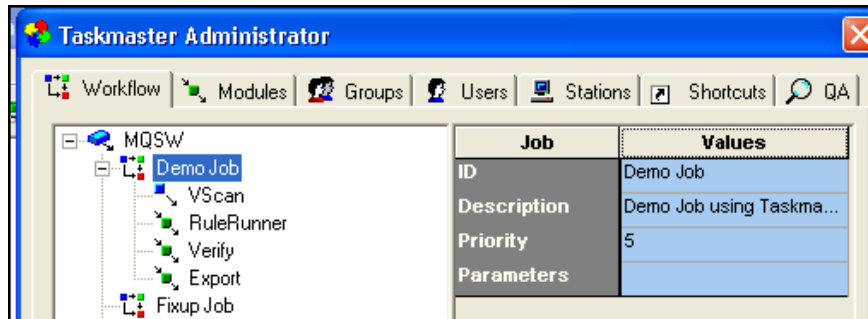 Taskmaster Administrator
Workflow Modules Groups Users Stations Shortcuts QA
MQSW
Demo Job
VScan
RuleRunner
Verify
Export
Fixup Job
Job Values
ID Demo Job
Description Demo Job using Taskma...
Priority 5
Parameters